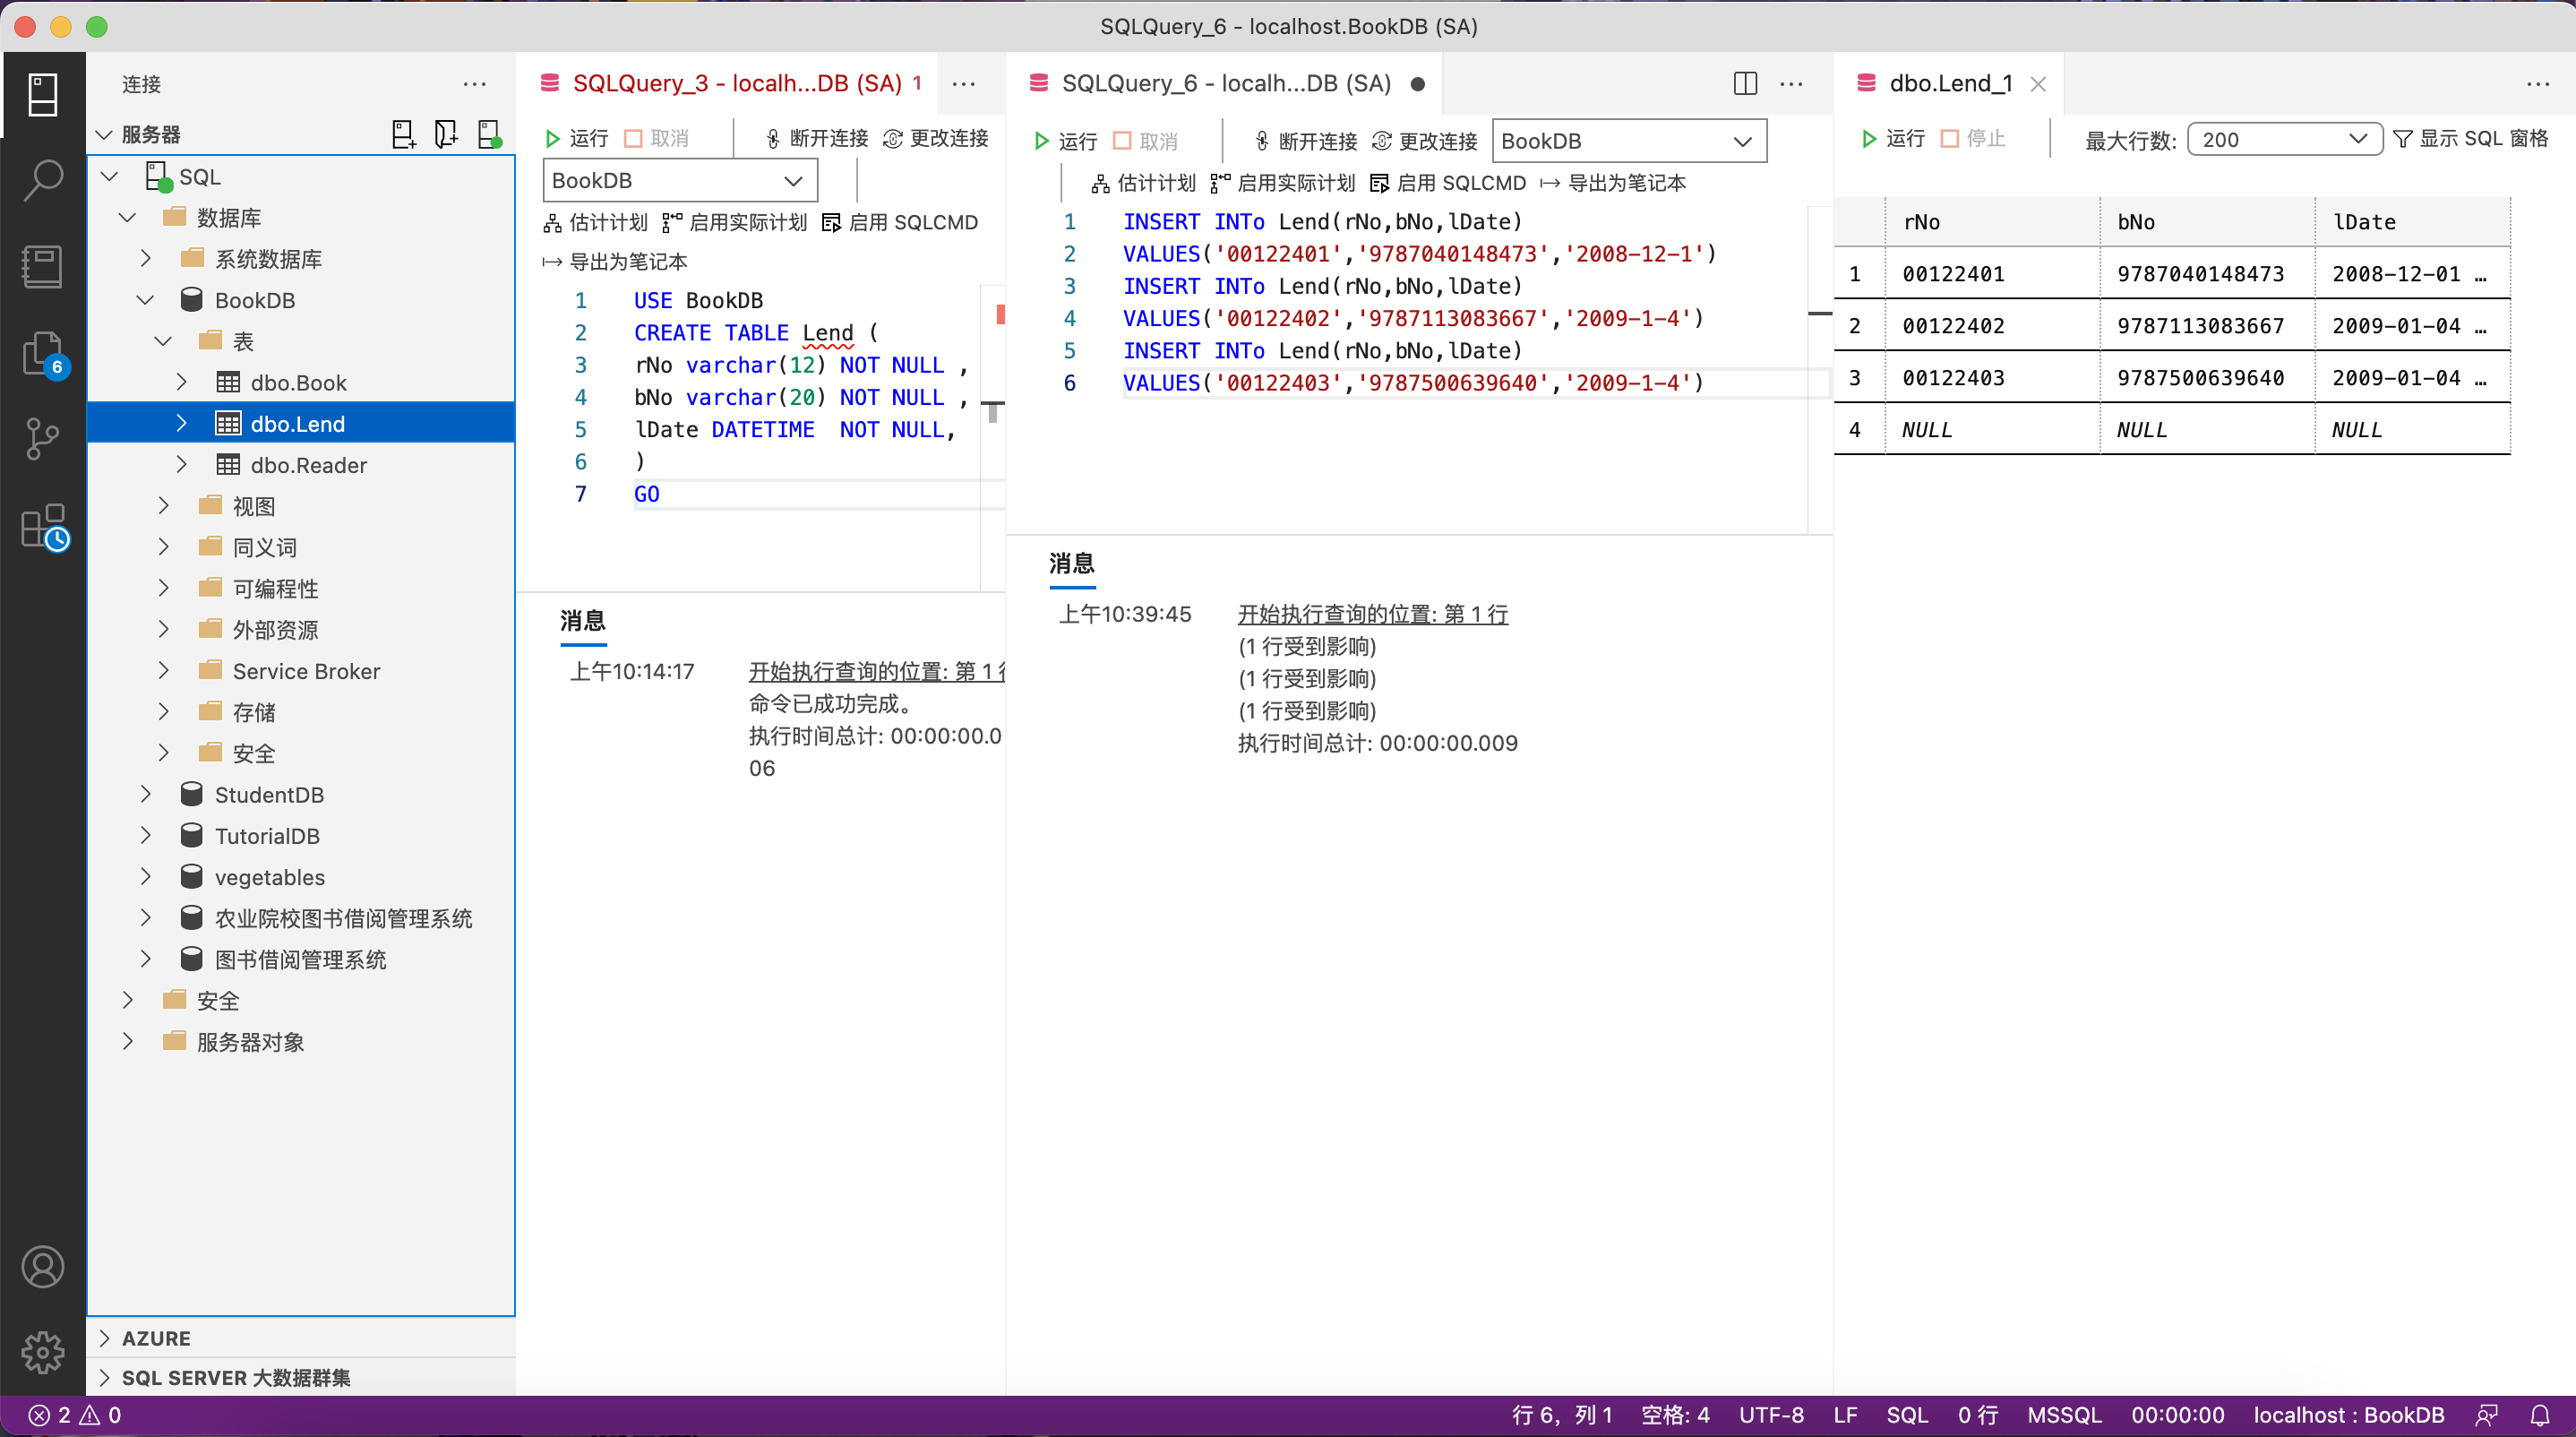 SQLQuery_6 - localhost.BookDB (SA)
连接
服务器
SQL
数据库
系统数据库
BookDB
表
dbo.Book
dbo.Lend
dbo.Reader
视图
同义词
可编程性
外部资源
Service Broker
存储
安全
StudentDB
TutorialDB
vegetables
农业院校图书借阅管理系统
图书借阅管理系统
安全
服务器对象
AZURE
SQL SERVER 大数据群集
6
SQLQuery_3 - localh...DB (SA) 1
运行 取消 断开连接 更改连接
BookDB
估计计划 启用实际计划 启用 SQLCMD
导出为笔记本
1 USE BookDB
2 CREATE TABLE Lend (
3 rNo varchar(12) NOT NULL ,
4 bNo varchar(20) NOT NULL ,
5 lDate DATETIME  NOT NULL,
6 )
7 GO
消息
上午10:14:17 开始执行查询的位置: 第 1
命令已成功完成。
执行时间总计: 00:00:00.0
06
SQLQuery_6 - localh...DB (SA)
运行 取消 断开连接 更改连接 BookDB
估计计划 启用实际计划 启用 SQLCMD 导出为笔记本
1 INSERT INTo Lend(rNo,bNo,lDate)
2 VALUES('00122401','9787040148473','2008-12-1')
3 INSERT INTo Lend(rNo,bNo,lDate)
4 VALUES('00122402','9787113083667','2009-1-4')
5 INSERT INTo Lend(rNo,bNo,lDate)
6 VALUES('00122403','9787500639640','2009-1-4')
消息
上午10:39:45 开始执行查询的位置: 第 1 行
(1 行受到影响)
(1 行受到影响)
(1 行受到影响)
执行时间总计: 00:00:00.009
dbo.Lend_1
运行 停止 最大行数: 200 显示 SQL 窗格
rNo bNo lDate
1 00122401 9787040148473 2008-12-01 …
2 00122402 9787113083667 2009-01-04 …
3 00122403 9787500639640 2009-01-04 …
4 NULL NULL NULL
2 0 行 6，列 1 空格: 4 UTF-8 LF SQL 0 行 MSSQL 00:00:00 localhost : BookDB